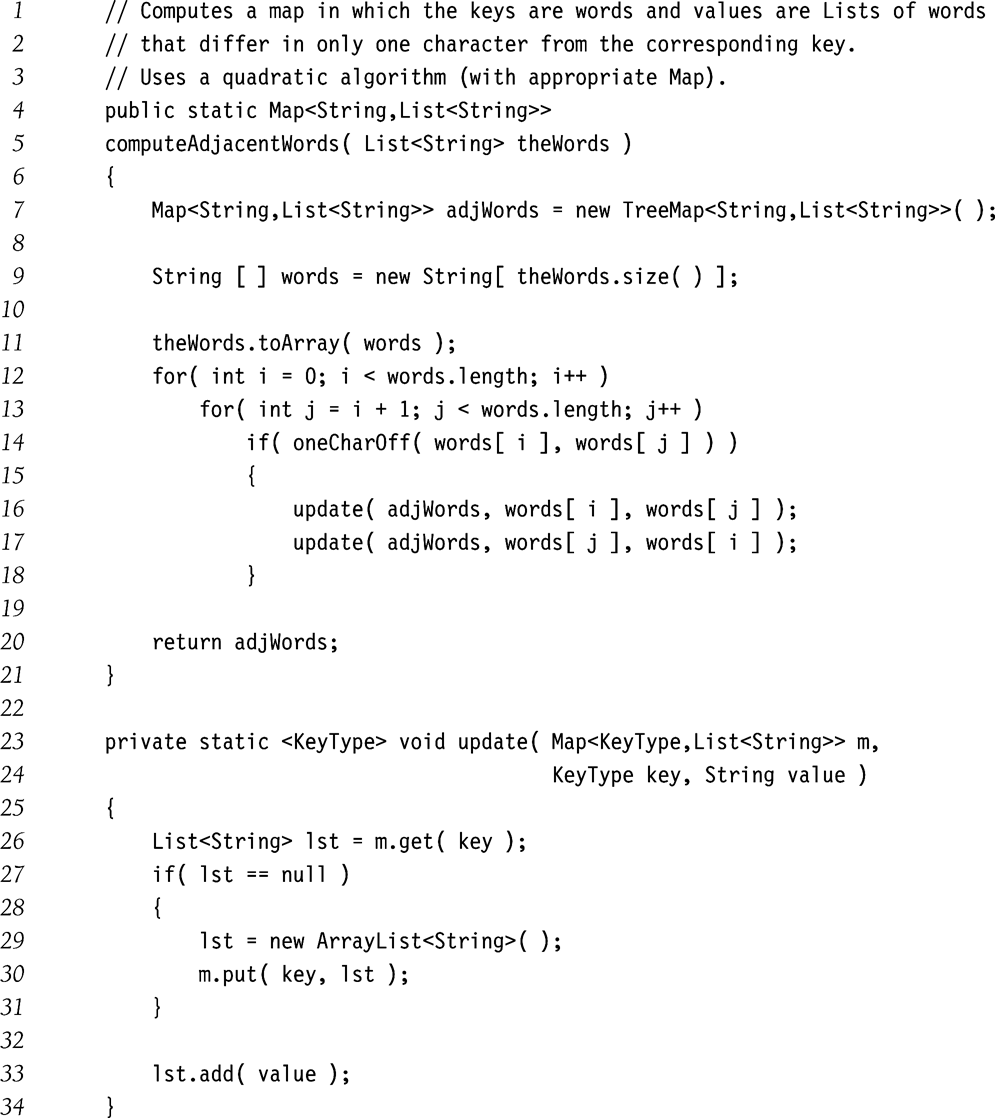 1 // Computes a map in which the keys are words and values are Lists of words
2 // that differ in only one character from the corresponding key.
3 // Uses a quadratic algorithm (with appropriate Map).
4 public static Map<String,List<String>>
5 computeAdjacentWords( List<String> theWords )
6 {
7 Map<String,List<String>> adjWords = new TreeMap<String,List<String>>( );
8
9 String [ ] words = new String[ theWords.size( ) ];
10
11 theWords.toArray( words );
12 for( int i = 0; i < words.length; i++ )
13 for( int j = i + 1; j < words.length; j++ )
14 if( oneCharOff( words[ i ], words[ j ] ) )
15 {
16 update( adjWords, words[ i ], words[ j ] );
17 update( adjWords, words[ j ], words[ i ] );
18 }
19
20 return adjWords;
21 }
22
23 private static <KeyType> void update( Map<KeyType,List<String>> m,
24 KeyType key, String value )
25 {
26 List<String> lst = m.get( key );
27 if( lst == null )
28 {
29 lst = new ArrayList<String>( );
30 m.put( key, lst );
31 }
32
33 lst.add( value );
34 }